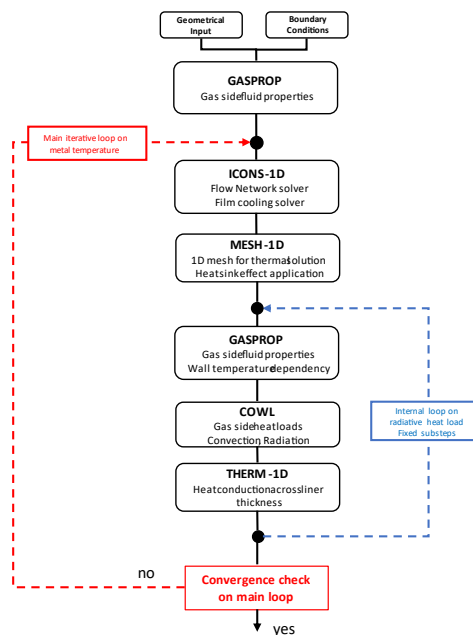 Geometrical
Input
Boundary
Conditions
GASPROP
Gas sidefluid properties
Main iterative loop on
metal temperature
ICONS-1D
Flow Network solver
Film cooling solver
MESH-1D
1D mesh for thermalsolution
Heatsinkeffect application
GASPROP
Gas sidefluid properties
Wall temperaturedependency
Internal loop on
radiative heat load
Fixed substeps
COWL
Gas sideheatloads
Convection Radiation
THERM-1D
Heatconductionacrossliner
thickness
no
Convergence check
on main loop
yes